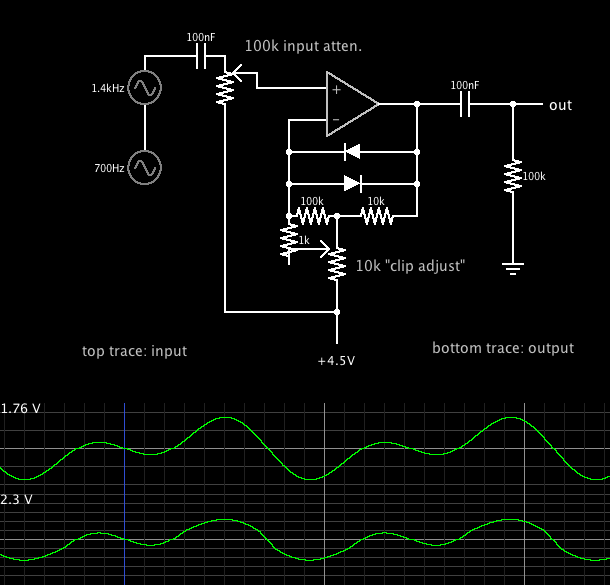 100nF
100k input atten.
1.4kHz
+
100nF
out
-
700Hz
100k
100k
10k
1k
10k "clip adjust"
top trace: input
bottom trace: output
+4.5V
1.76 V
2.3 V